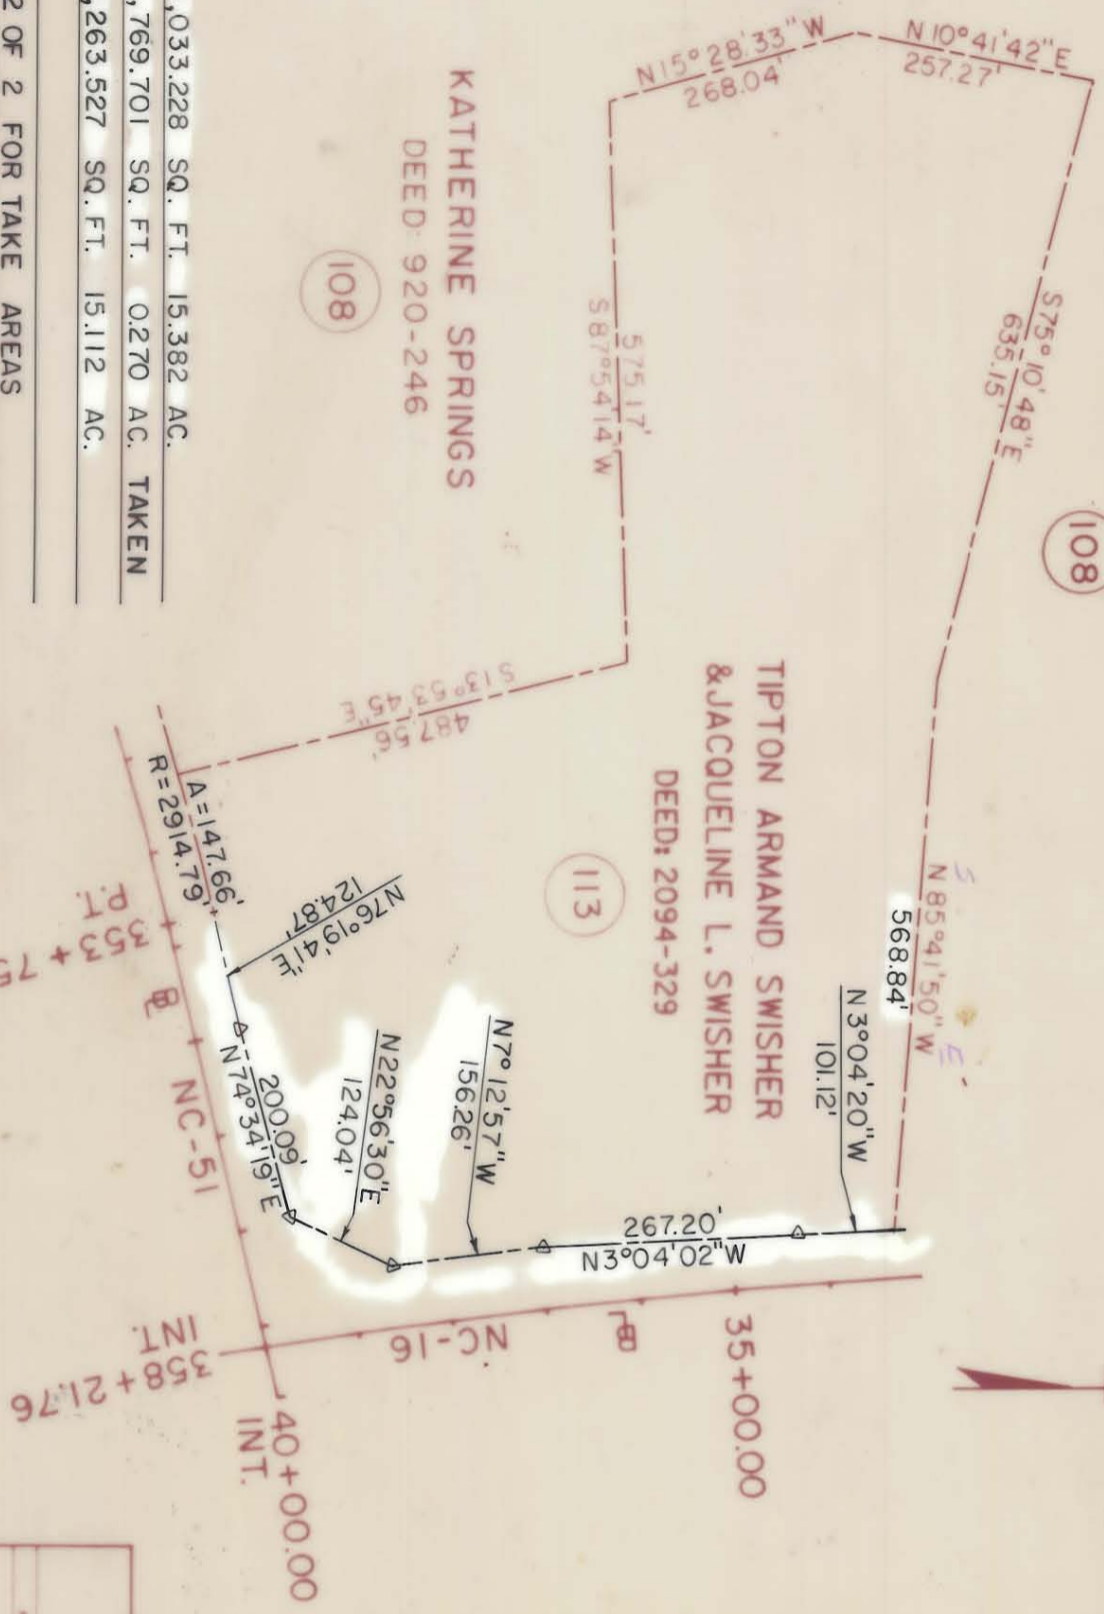 N10°41'42"E
257.27'
N15°28'33"W
268.04'
S75°10'48"E
635.15'
108
575.17'
S87°54'14"W
KATHERINE SPRINGS
DEED: 920-246
108
,033.228 SQ. FT. 15.382 AC.
,769.701 SQ. FT. 0.270 AC. TAKEN
,263.527 SQ. FT. 15.112 AC.
2 OF 2 FOR TAKE AREAS
S E
N85°41'50"W
568.84'
TIPTON ARMAND SWISHER
& JACQUELINE L. SWISHER
DEED: 2094-329
113
S13°53'45"E
487.56'
N3°04'20"W
101.12'
267.20'
N3°04'02"W
N7°12'57"W
156.26'
N22°56'30"E
124.04'
200.09'
N74°34'19"E
N76°19'41"E
124.87'
A=147.66'
R=2914.79'
353+75
NC-51
NC-16
35+00.00
358+21.76
INT.
40+00.00
INT.